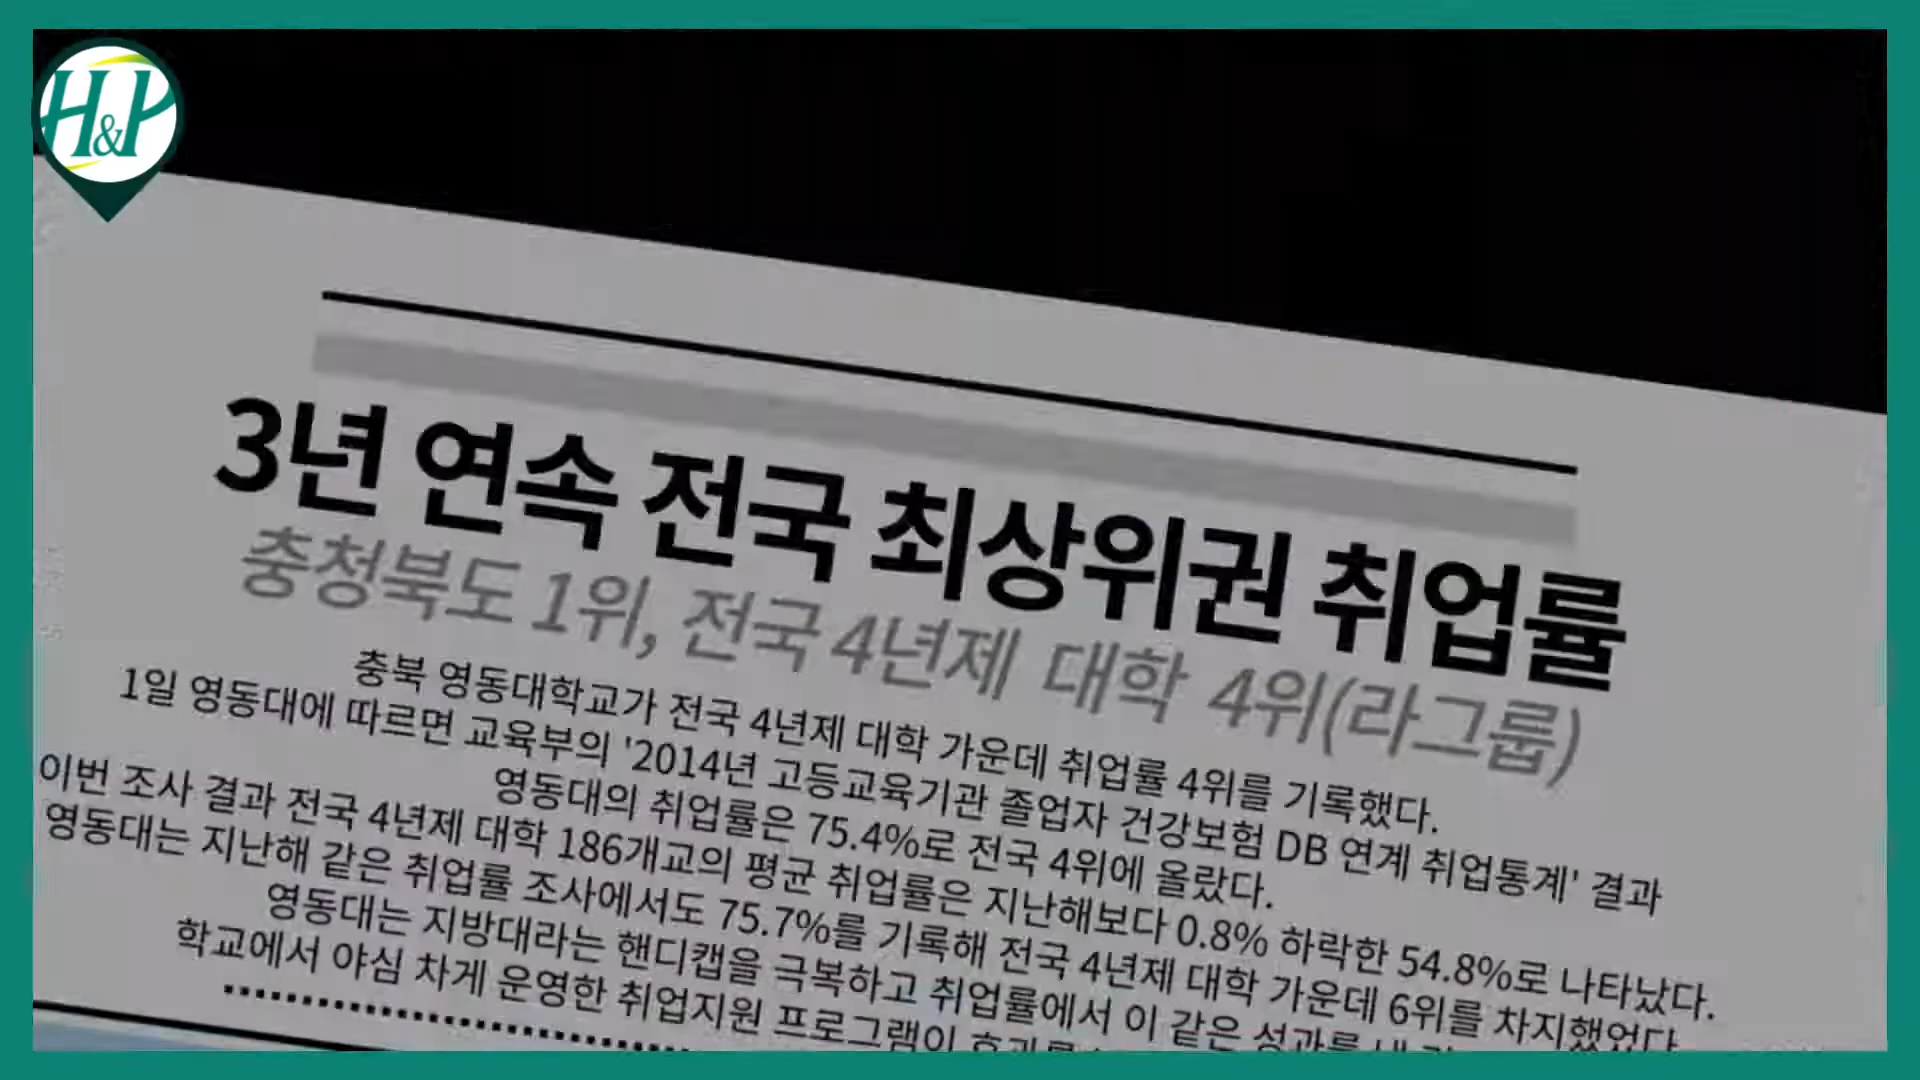 H&P
3년 연속 전국 최상위권 취업률
충청북도 1위, 전국 4년제 대학 4위(라그룹)
충북 영동대학교가 전국 4년제 대학 가운데 취업률 4위를 기록했다.
1일 영동대에 따르면 교육부의 '2014년 고등교육기관 졸업자 건강보험 DB 연계 취업통계' 결과
영동대의 취업률은 75.4%로 전국 4위에 올랐다.
이번 조사 결과 전국 4년제 대학 186개교의 평균 취업률은 지난해보다 0.8% 하락한 54.8%로 나타났다.
영동대는 지난해 같은 취업률 조사에서도 75.7%를 기록해 전국 4년제 대학 가운데 6위를 차지했었다.
영동대는 지방대라는 핸디캡을 극복하고 취업률에서 이 같은 성과를
학교에서 야심 차게 운영한 취업지원 프로그램이